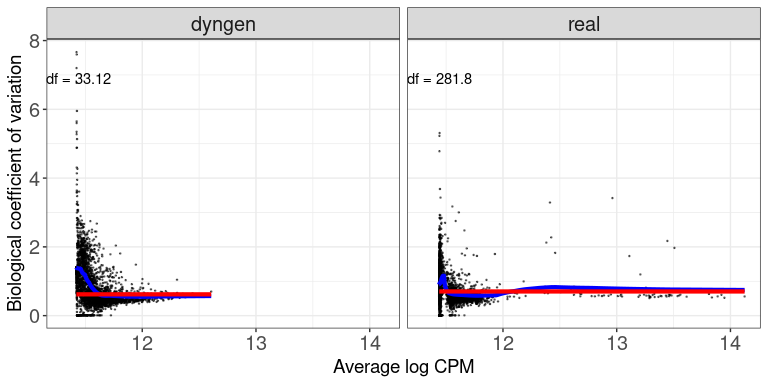 dyngen real
Biological coefficient of variation
8
6
4
2
0
df = 33.12 df = 281.8
12 13 14 12 13 14
Average log CPM